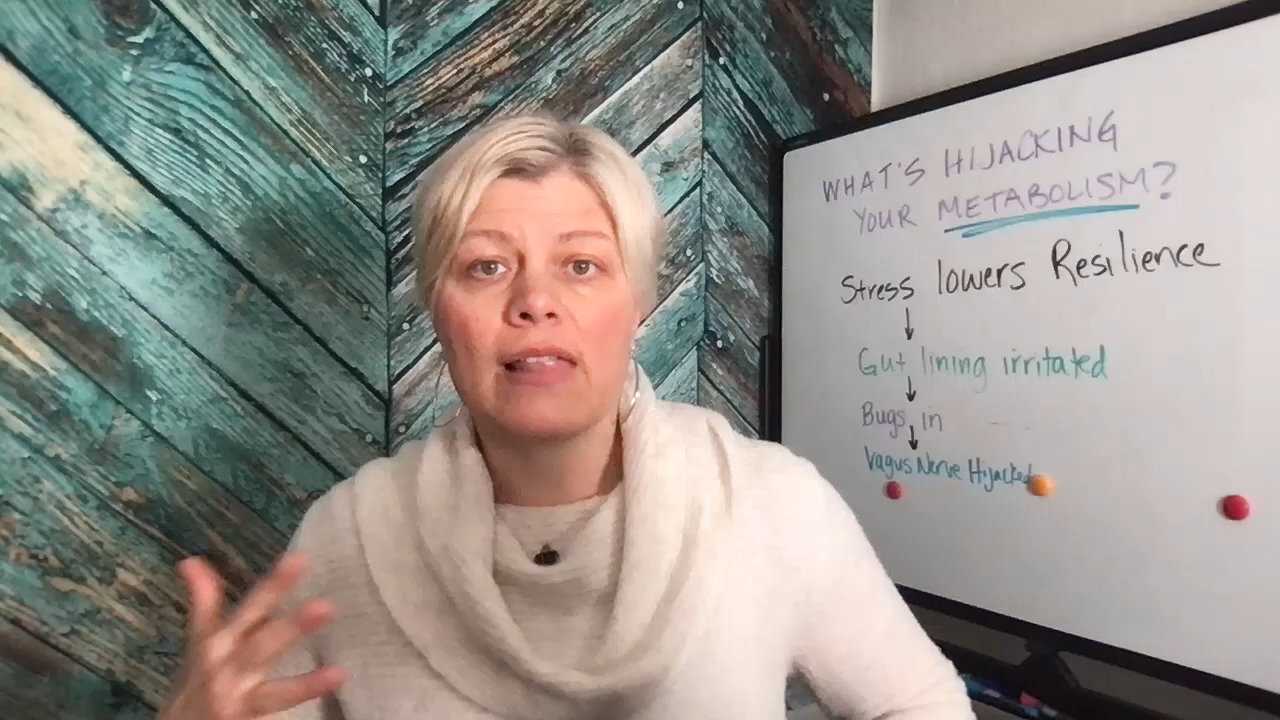 WHAT'S HIJACKING
YOUR METABOLISM?
Stress lowers Resilience
Gut lining irritated
Bugs in
Vagus Nerve Hijacked